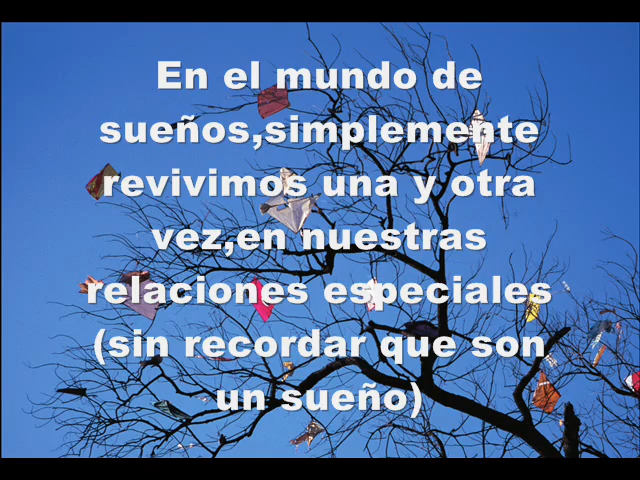 En el mundo de
sueños,simplemente
revivimos una y otra
vez,en nuestras
relaciones especiales
(sin recordar que son
un sueño)